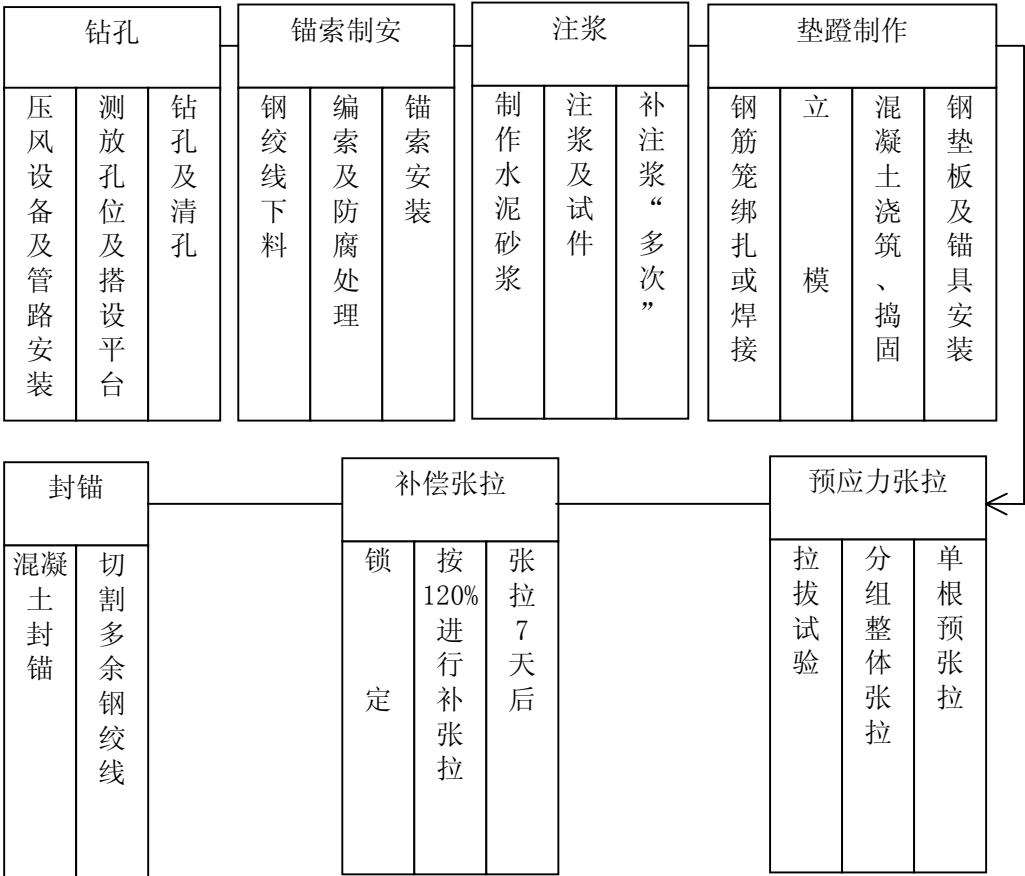 钻孔
压风设备及管路安装
测放孔位及搭设平台
钻孔及清孔
锚索制安
钢绞线下料
编索及防腐处理
锚索安装
注浆
制作水泥砂浆
注浆及试件
补注浆“多次”
垫蹬制作
钢筋笼绑扎或焊接
立模
混凝土浇筑、捣固
钢垫板及锚具安装
封锚
混凝土封锚
切割多余钢绞线
补偿张拉
锁定
按120%进行补张拉
张拉7天后
预应力张拉
拉拔试验
分组整体张拉
单根预张拉